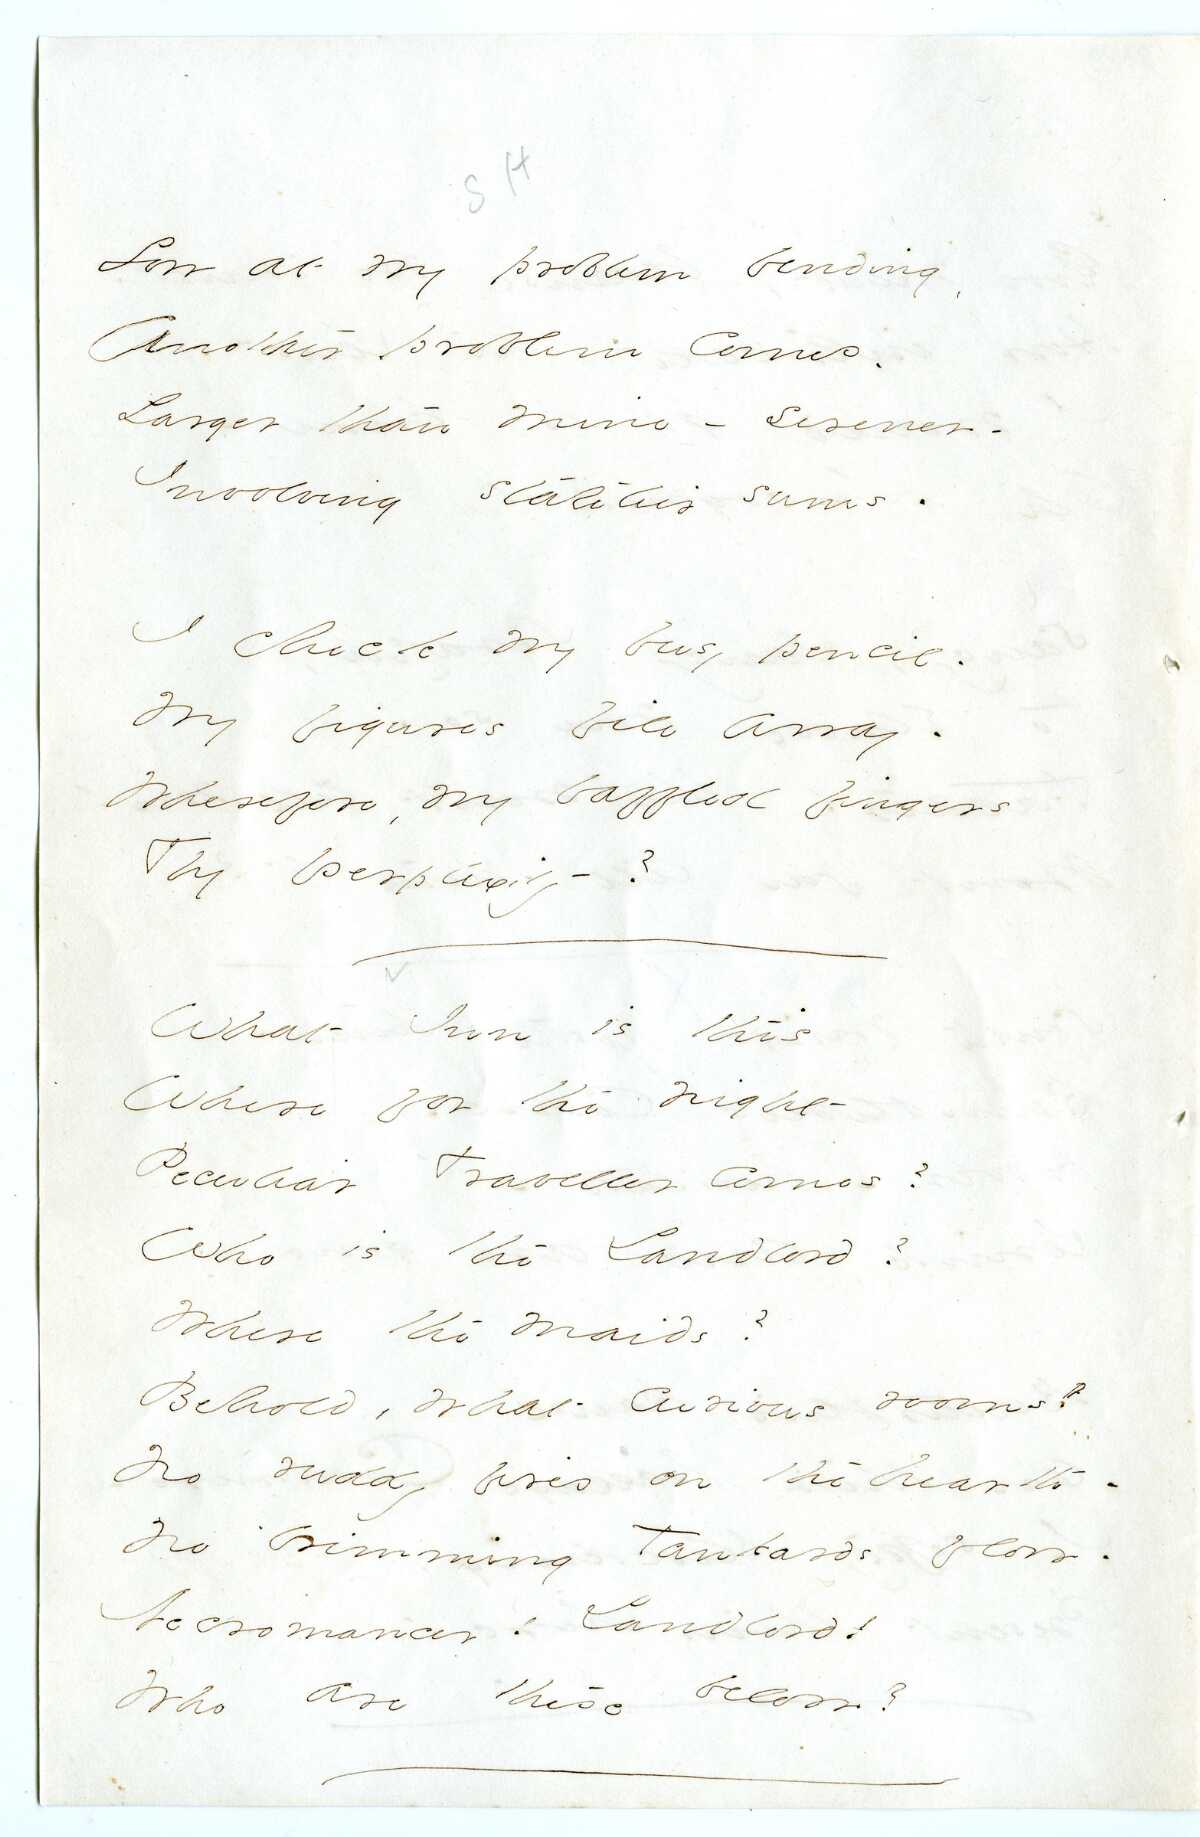 S H
Low at my problem bending,
Another problem comes.
Larger than mine - serener -
Involving statelier sums.
I check my busy pencil.
My figures file away.
Wherefore, my baffled fingers
Thy perplexity - ?
What Inn is this
Where for the night
Peculiar Traveller comes?
Who is the Landlord?
Where the maids?
Behold, what curious rooms?
No ruddy fires on the hearth -
No brimming Tankards flow.
Necromancer! Landlord!
Who are these below?